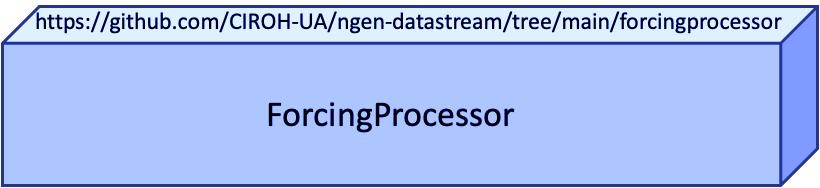 https://github.com/CIROH-UA/ngen-datastream/tree/main/forcingprocessor
ForcingProcessor